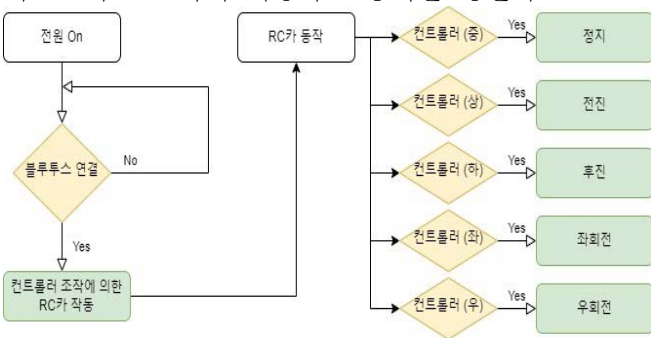 전원 On
블루투스 연결
No
Yes
컨트롤러 조작에 의한
RC카 작동
RC카 동작
컨트롤러 (중)
Yes
정지
컨트롤러 (상)
Yes
전진
컨트롤러 (하)
Yes
후진
컨트롤러 (좌)
Yes
좌회전
컨트롤러 (우)
Yes
우회전